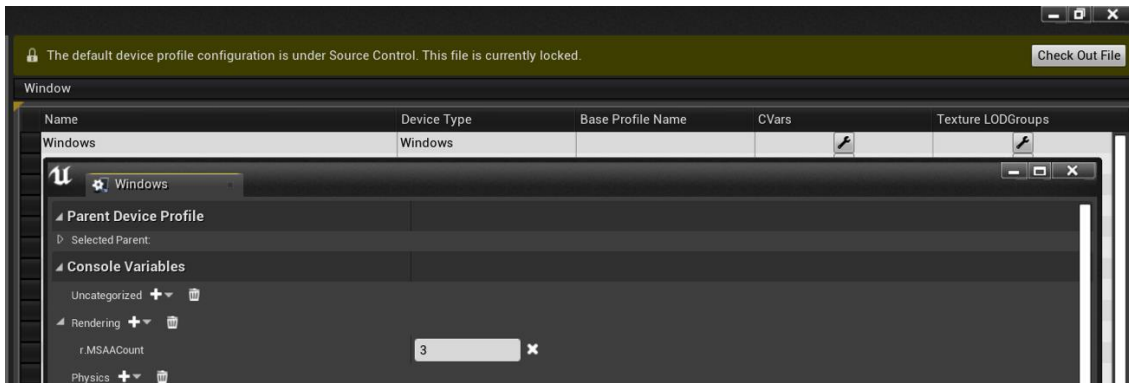 The default device profile configuration is under Source Control. This file is currently locked.
Check Out File
Window
Name Device Type Base Profile Name CVars Texture LODGroups
Windows Windows
Windows
Parent Device Profile
Selected Parent:
Console Variables
Uncategorized
Rendering
r.MSAACount 3
Physics